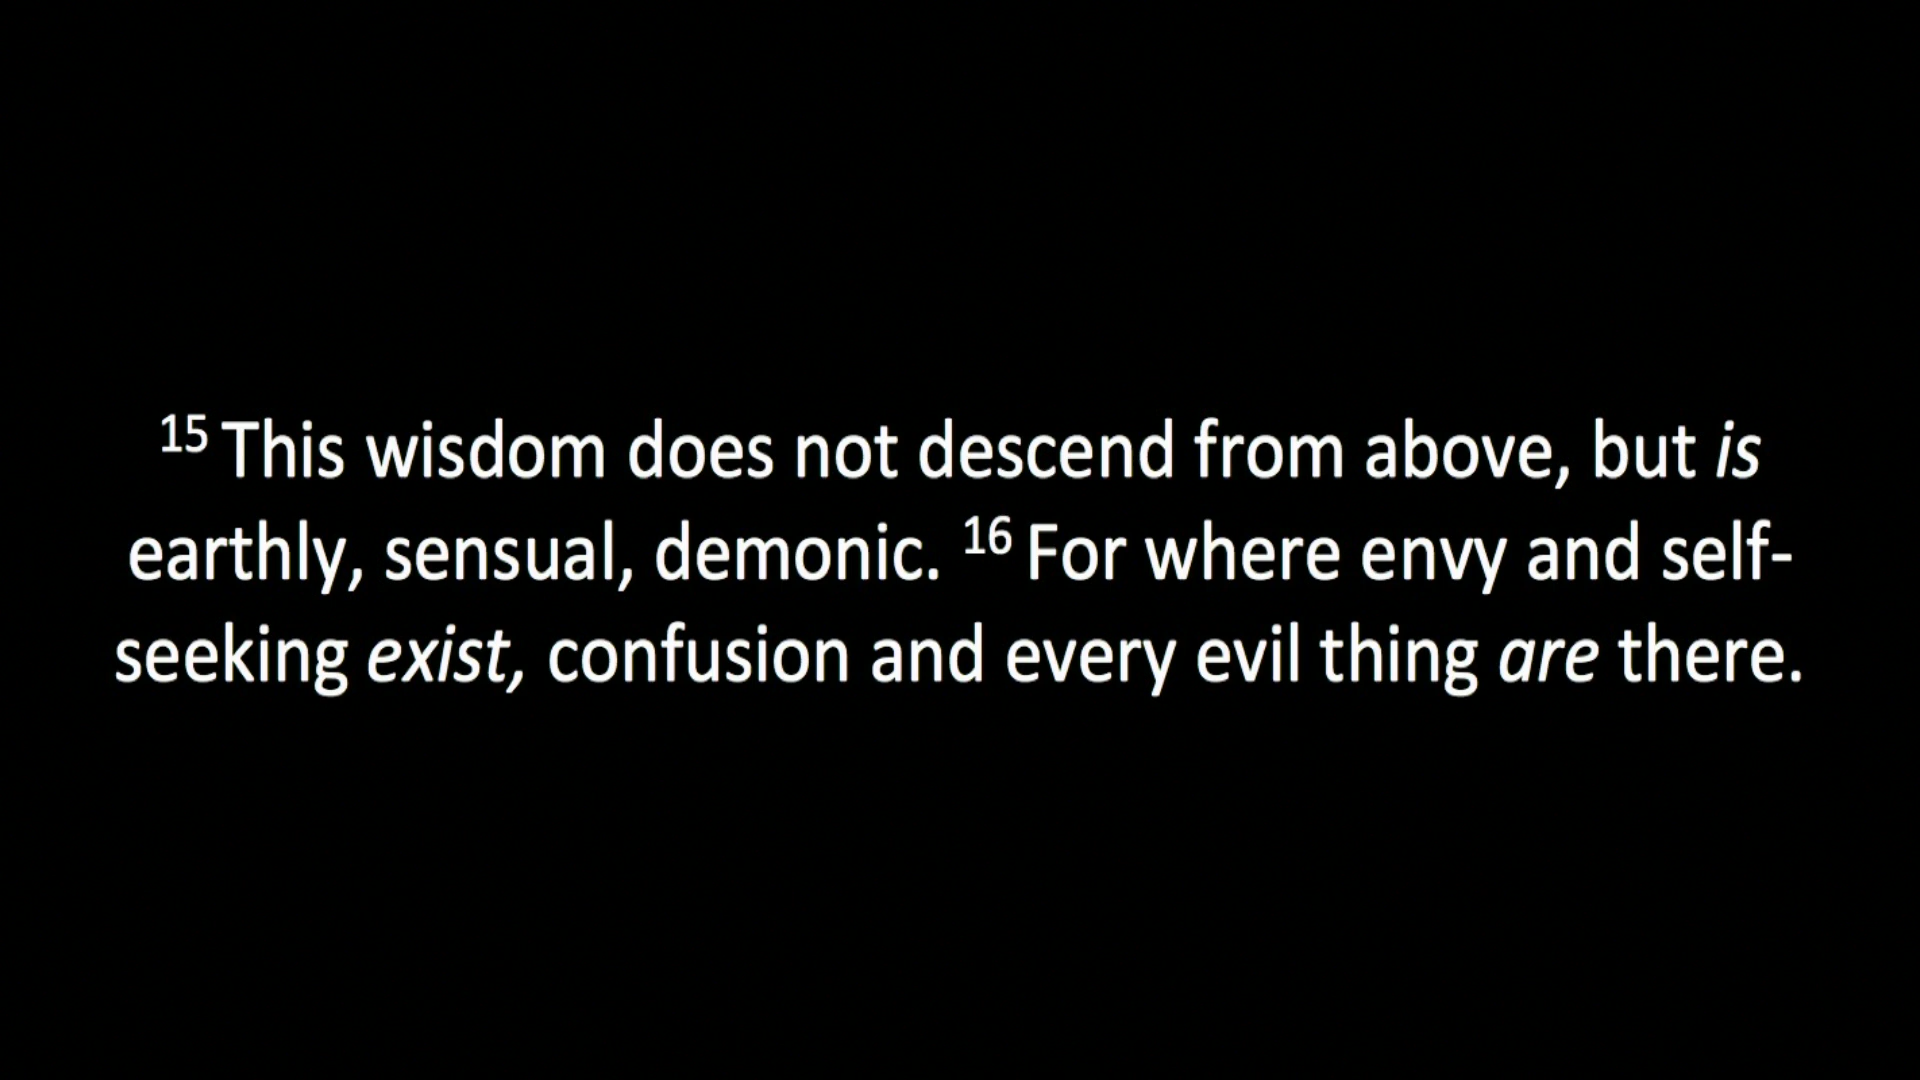 15 This wisdom does not descend from above, but is
earthly, sensual, demonic. 16 For where envy and self-
seeking exist, confusion and every evil thing are there.